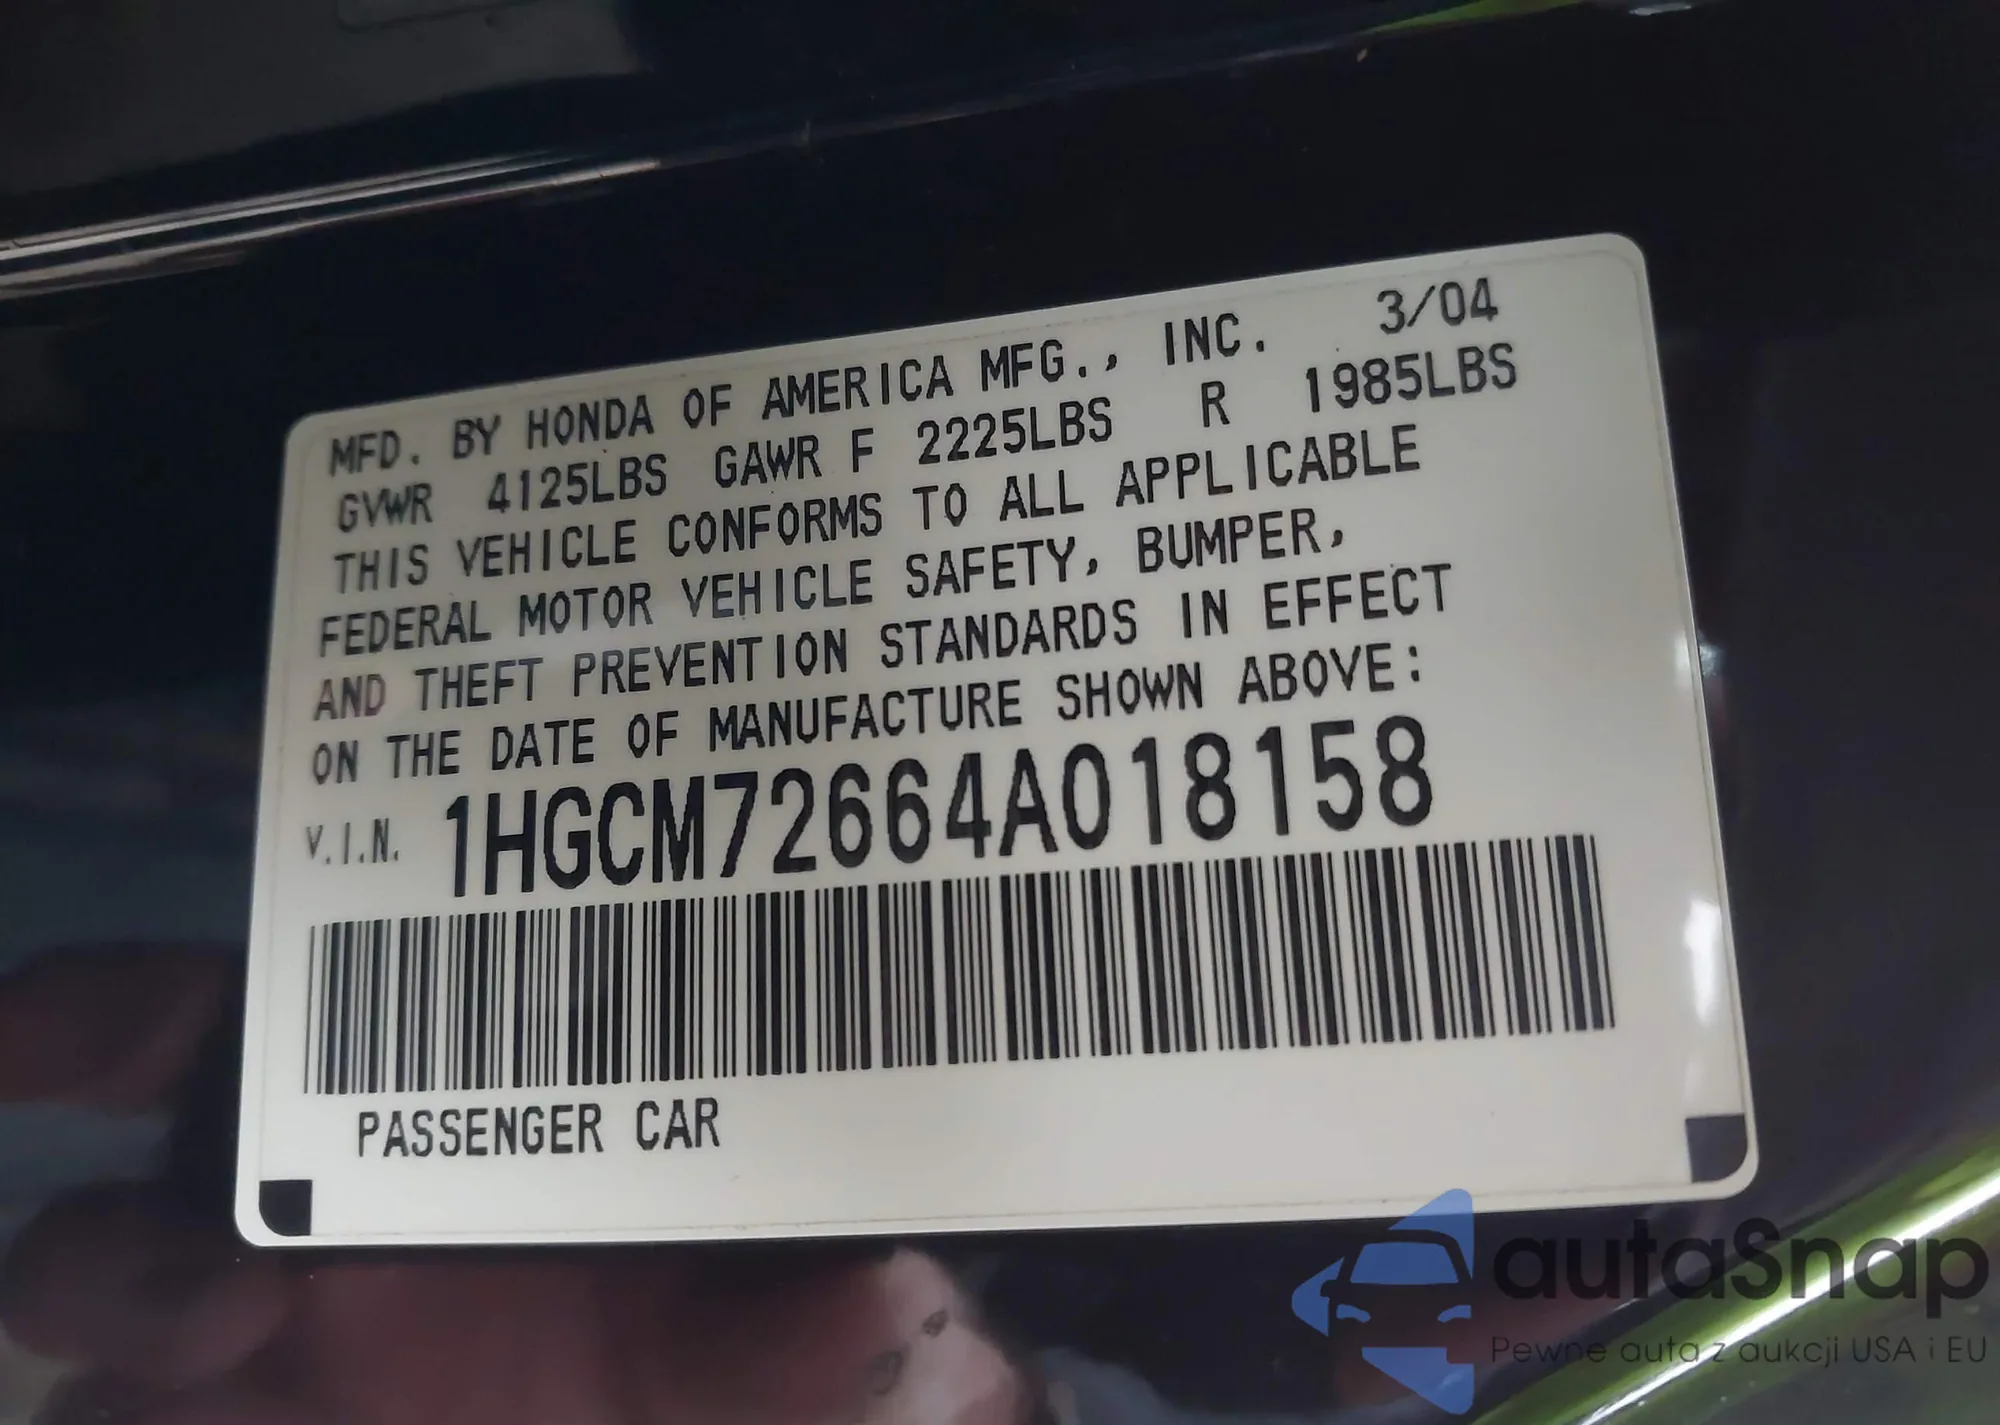 MFD. BY HONDA OF AMERICA MFG., INC. 3/04
GVWR 4125LBS GAWR F 2225LBS R 1985LBS
THIS VEHICLE CONFORMS TO ALL APPLICABLE
FEDERAL MOTOR VEHICLE SAFETY, BUMPER,
AND THEFT PREVENTION STANDARDS IN EFFECT
ON THE DATE OF MANUFACTURE SHOWN ABOVE:
V.I.N. 1HGCM72664A018158
PASSENGER CAR
autaSnap
Pewne auta z aukcji USA i EU